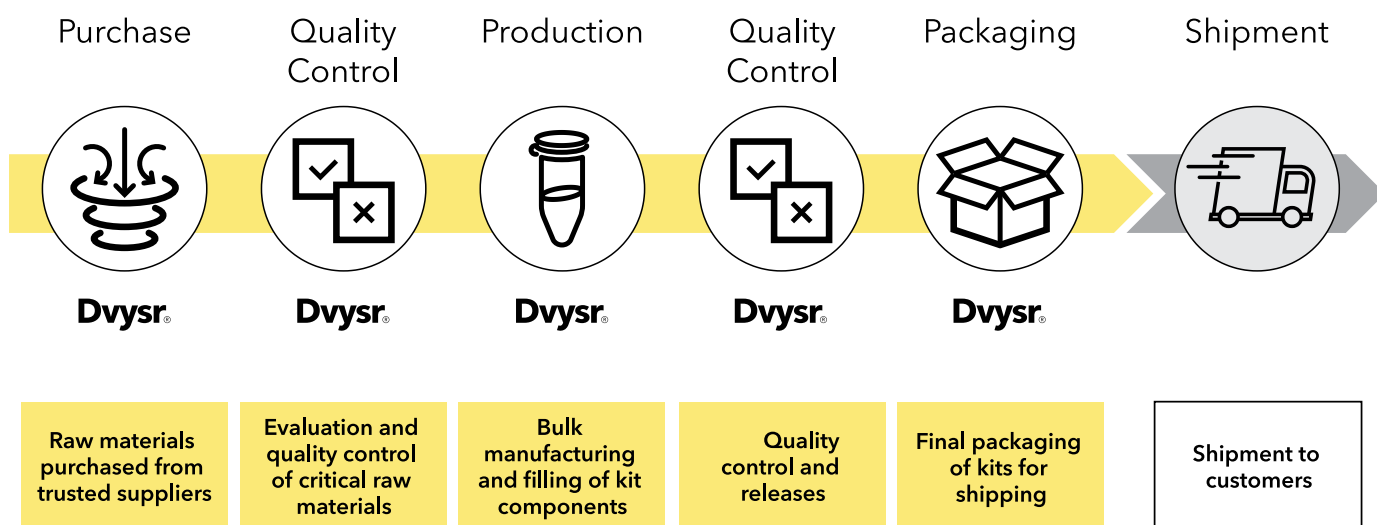 Purchase
Quality
Control
Production
Quality
Control
Packaging
Shipment
Dvysr®
Dvysr®
Dvysr®
Dvysr®
Dvysr®
Raw materials
purchased from
trusted suppliers
Evaluation and
quality control
of critical raw
materials
Bulk
manufacturing
and filling of kit
components
Quality
control and
releases
Final packaging
of kits for
shipping
Shipment to
customers